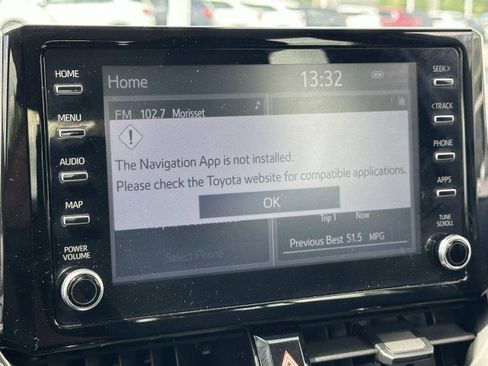 HOME
MENU
AUDIO
MAP
POWER
VOLUME
Home 13:32
FM 102.7 Morisset
The Navigation App is not installed.
Please check the Toyota website for compatible applications.
OK
Trip 1 Now
Previous Best 51.5 MPG
Select Phone
SEEK>
<TRACK
PHONE
APPS
TUNE
SCROLL